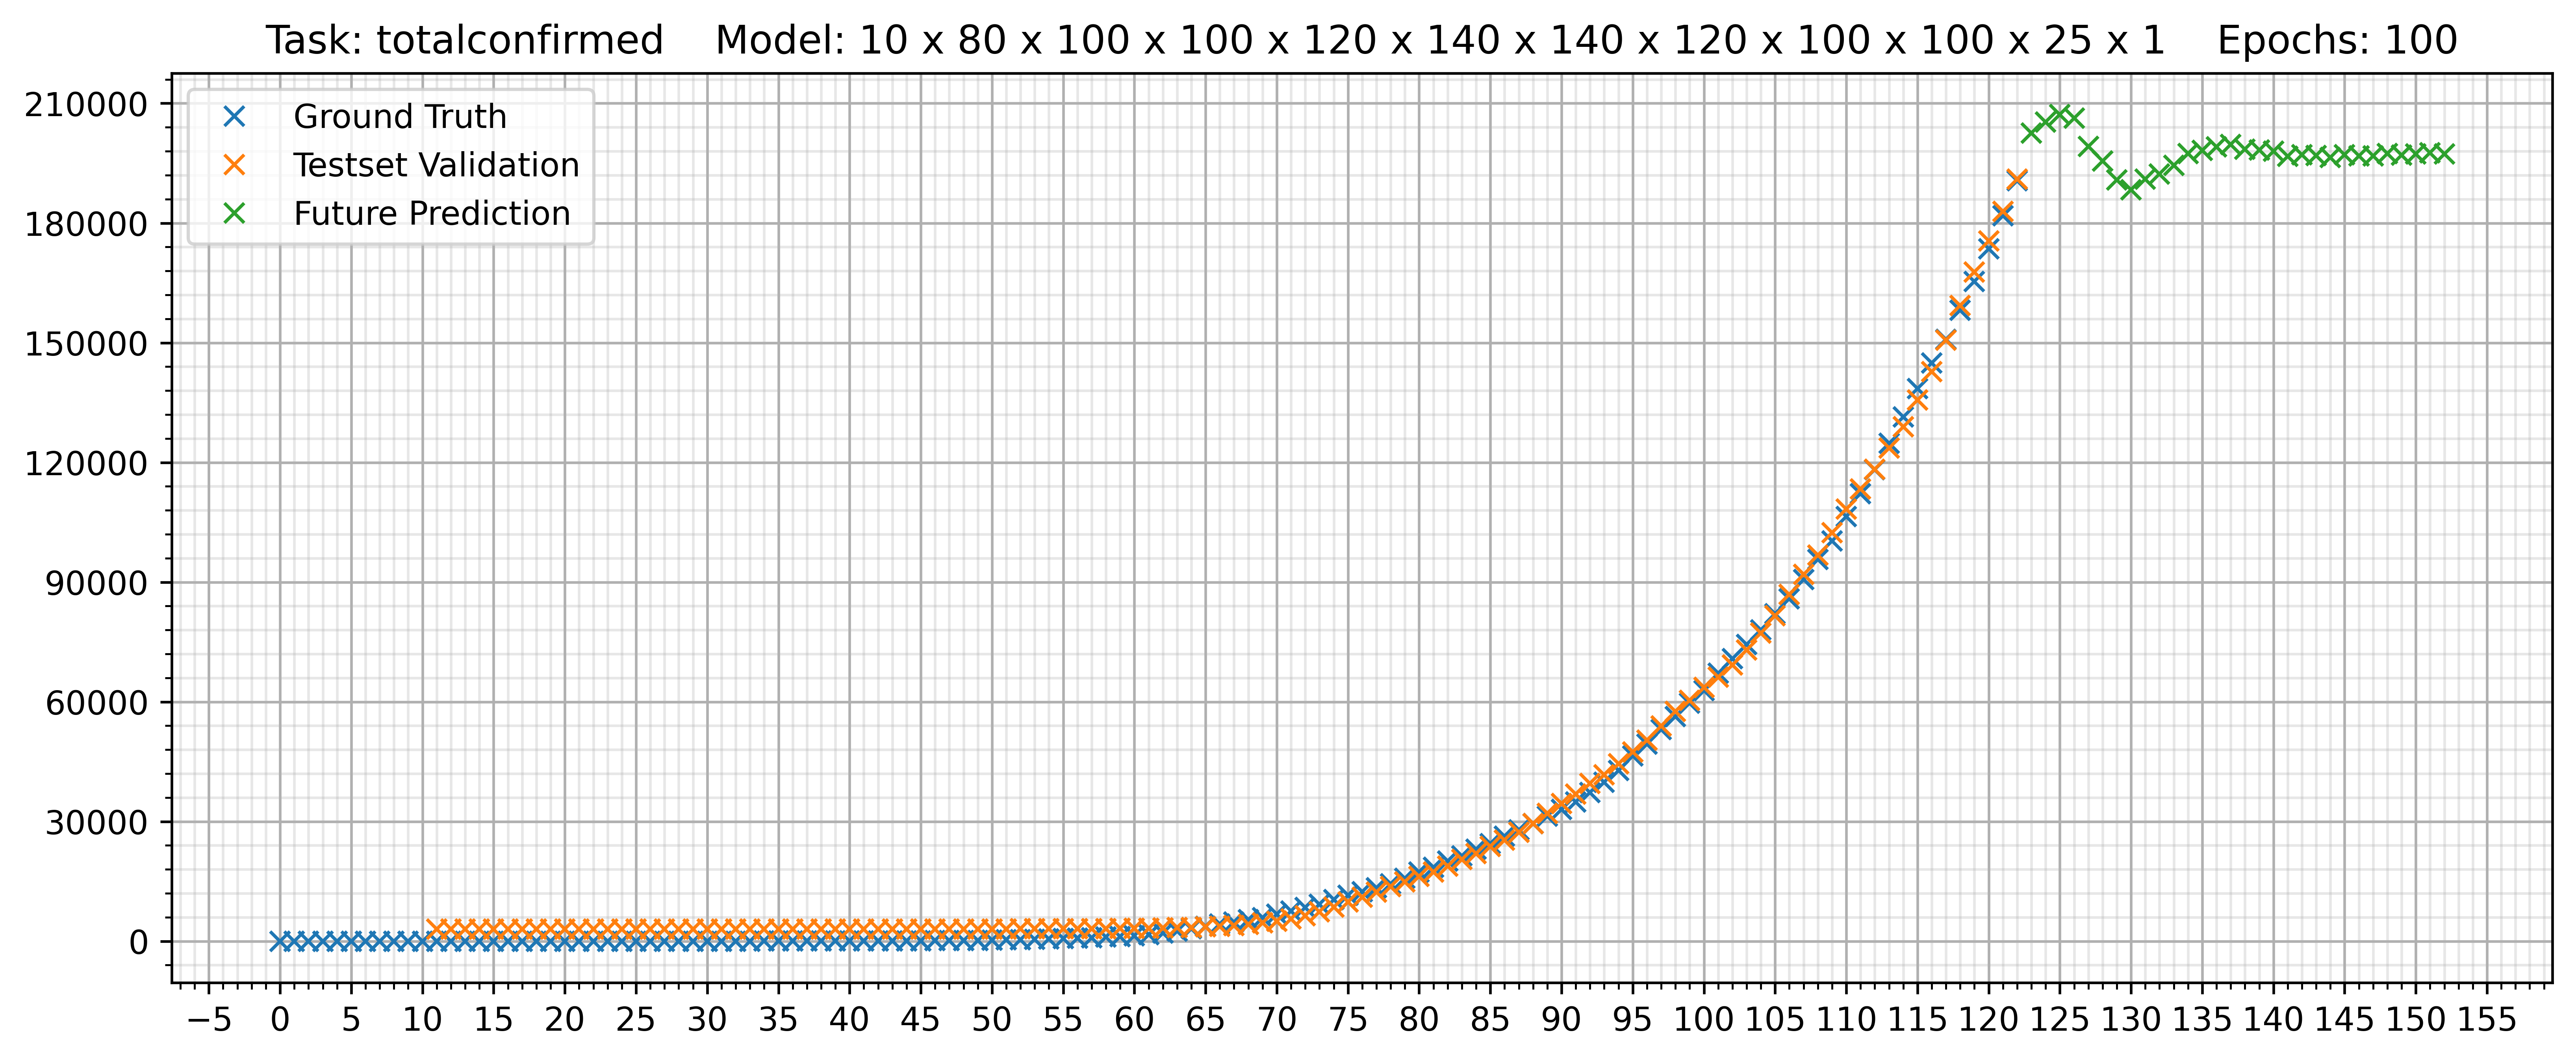 Task: totalconfirmed    Model: 10 x 80 x 100 x 100 x 120 x 140 x 140 x 120 x 100 x 100 x 25 x 1    Epochs: 100
Ground Truth
Testset Validation
Future Prediction
210000
180000
150000
120000
90000
60000
30000
0
−5 0 5 10 15 20 25 30 35 40 45 50 55 60 65 70 75 80 85 90 95 100 105 110 115 120 125 130 135 140 145 150 155